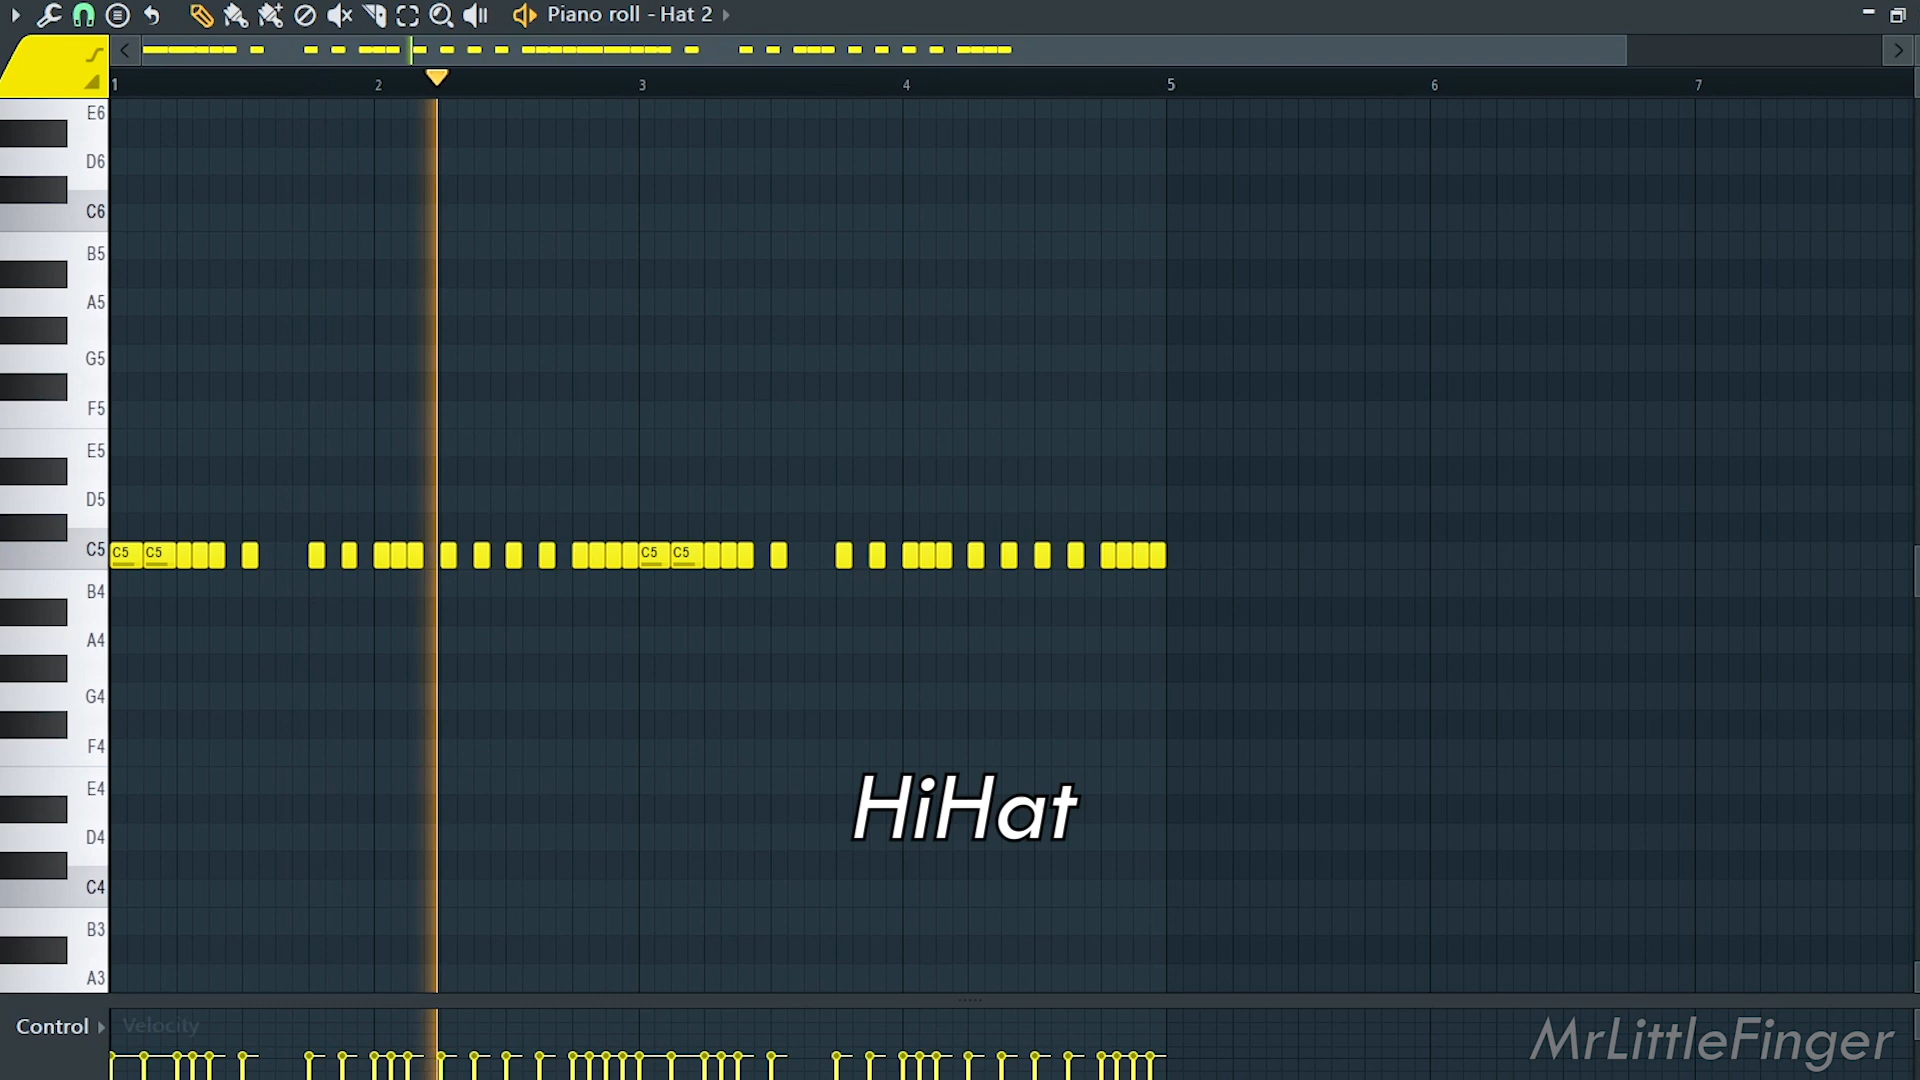 Piano roll - Hat 2
1 2 3 4 5 6 7
E6
D6
C6
B5
A5
G5
F5
E5
D5
C5 C5 C5 C5 C5
B4
A4
G4
F4
E4
HiHat
D4
C4
B3
A3
Control Velocity
MrLittleFinger